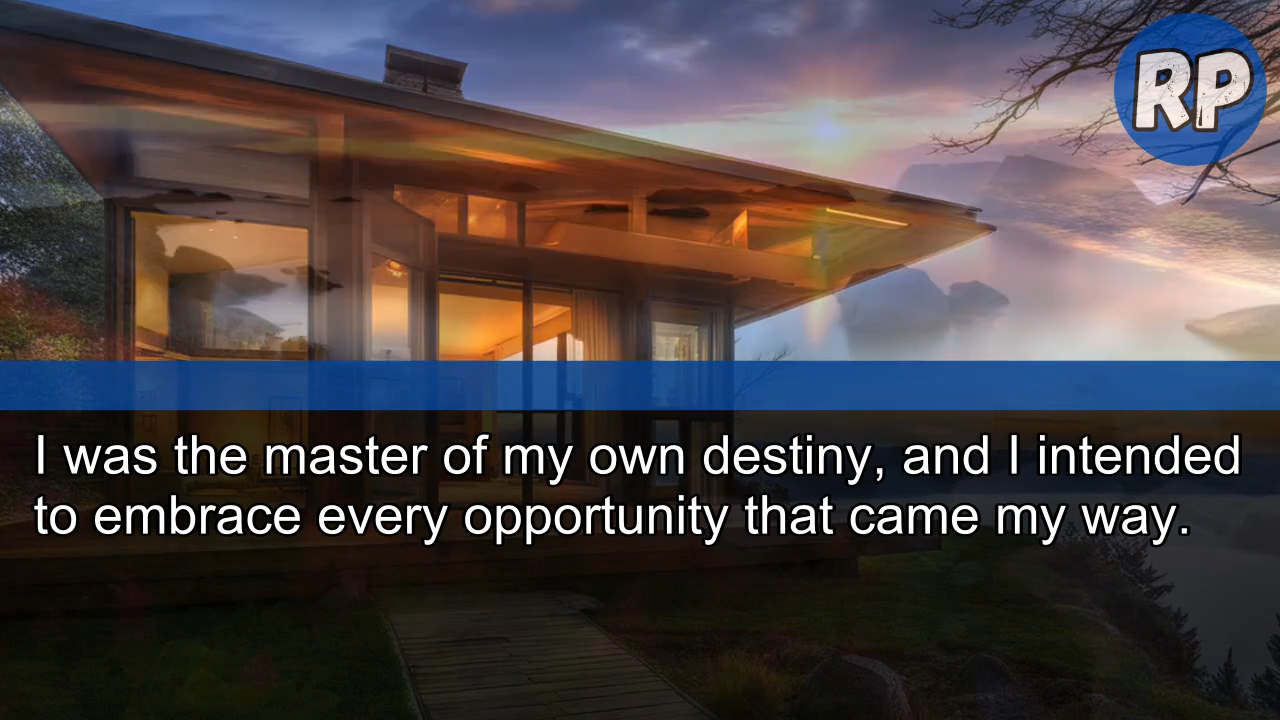 RP
I was the master of my own destiny, and I intended
to embrace every opportunity that came my way.